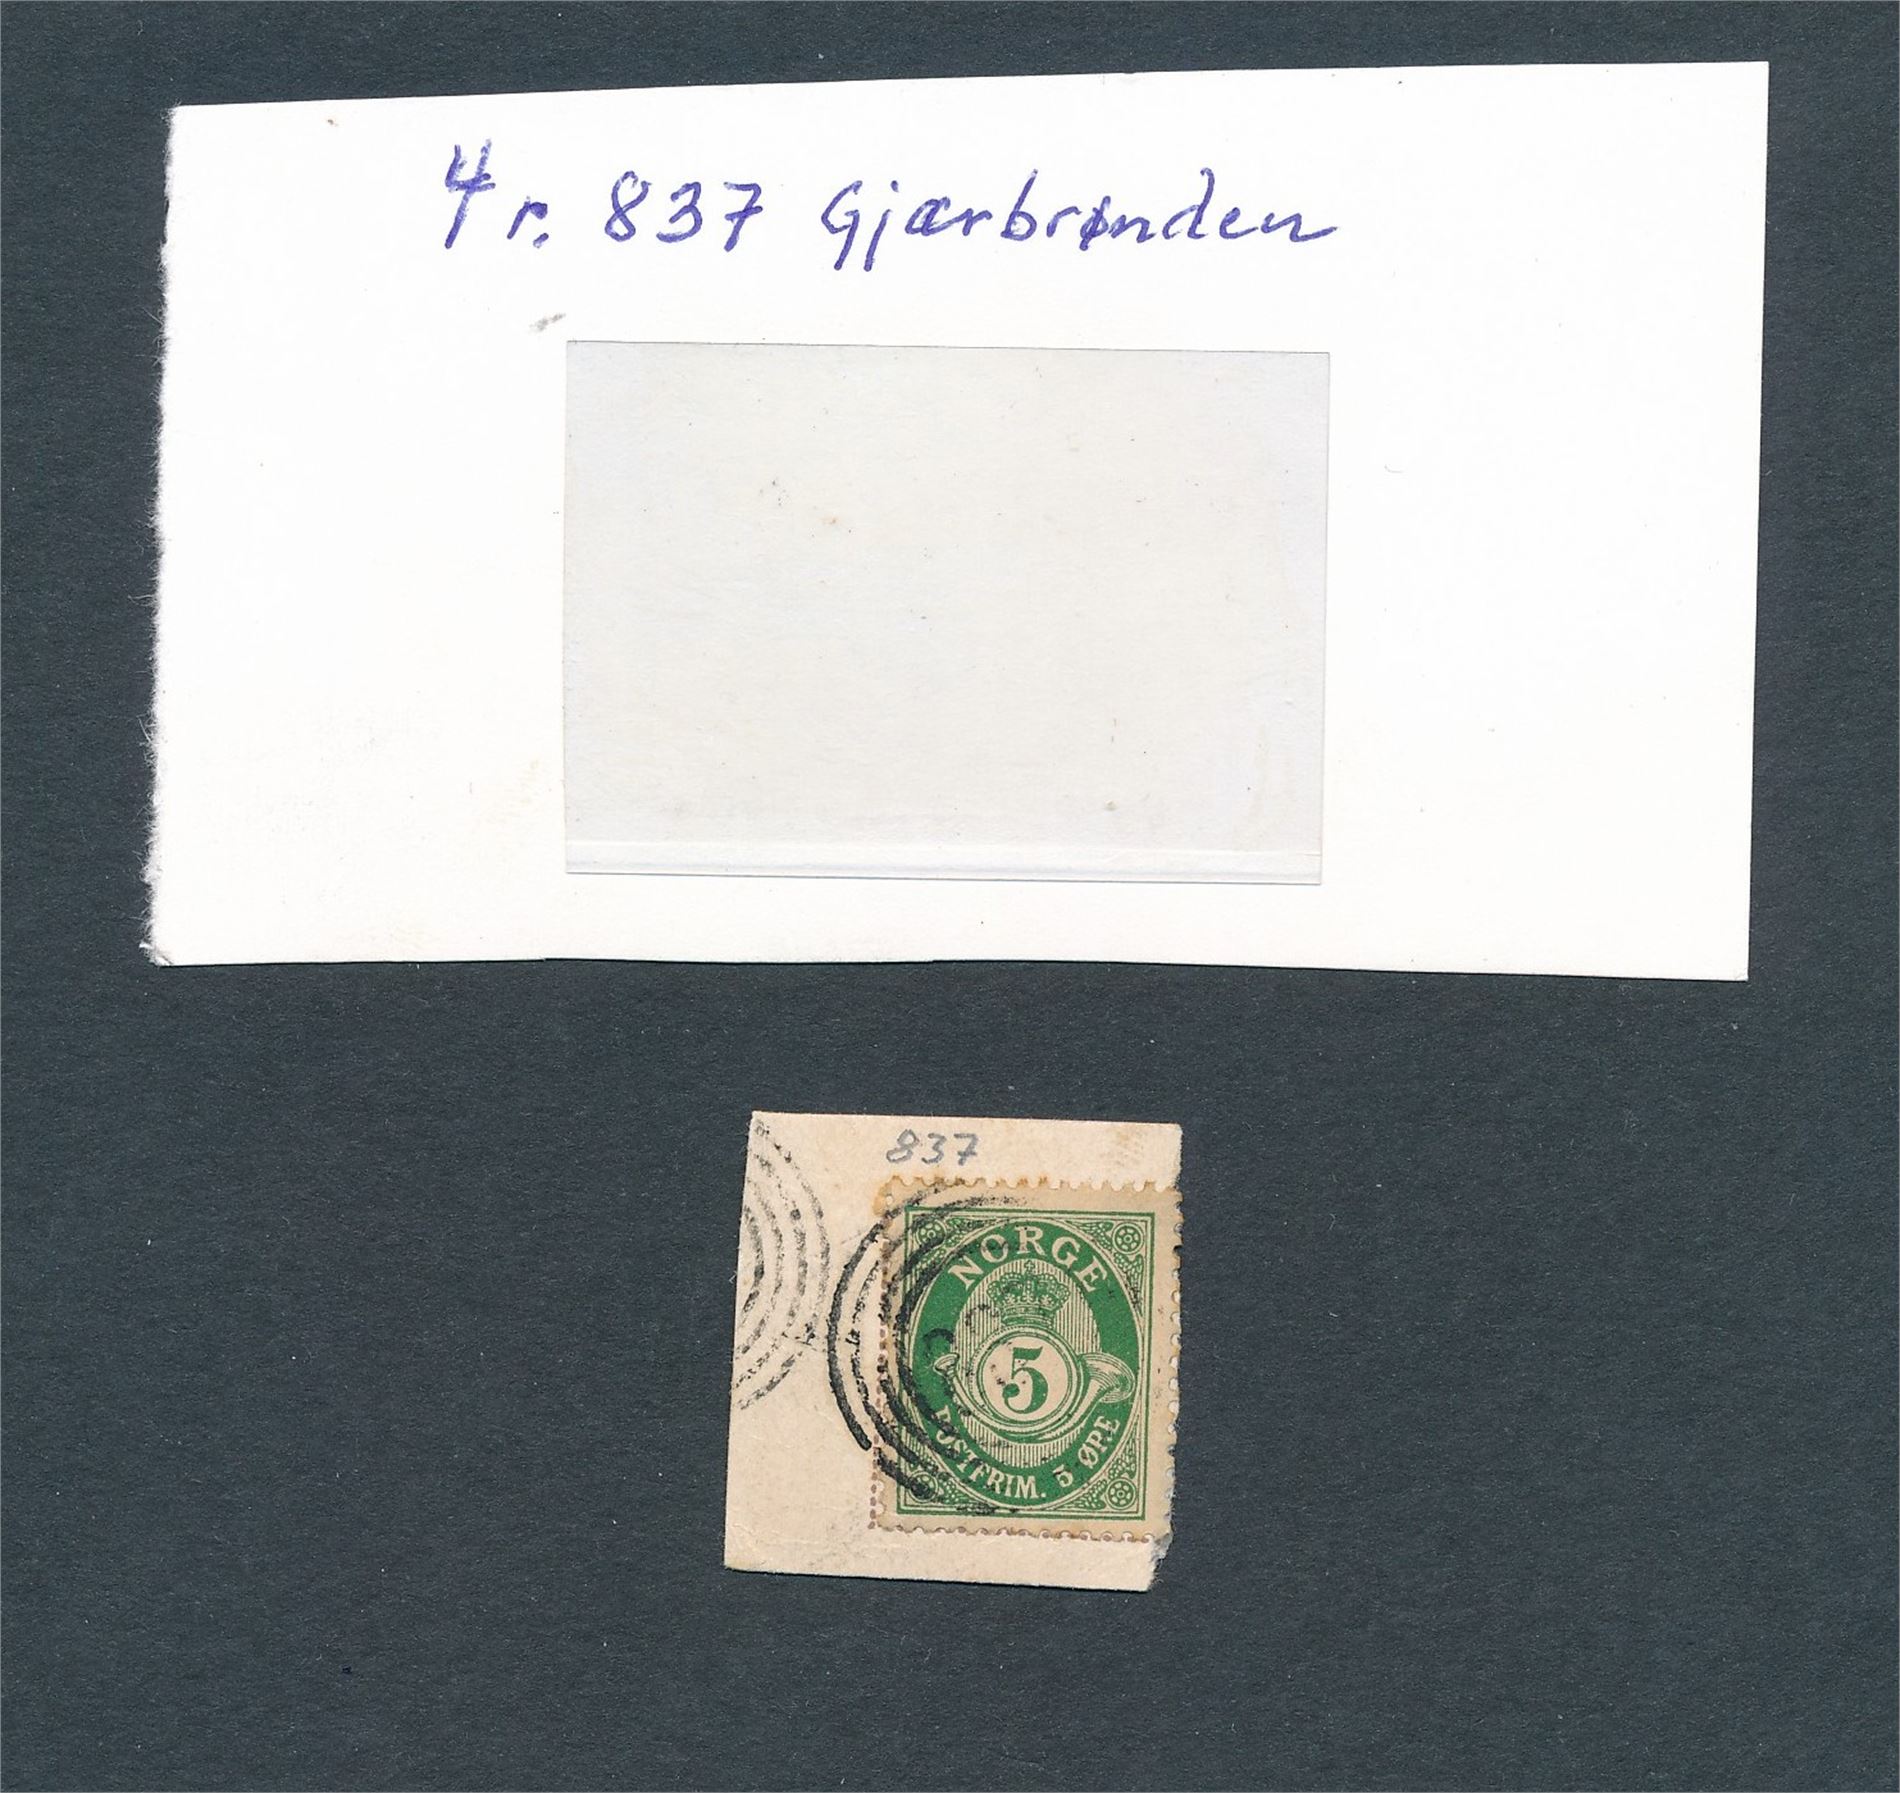 4 r. 837 Gjærbrønden
837
NORGE
5
POSTFRIM. 5 ØRE